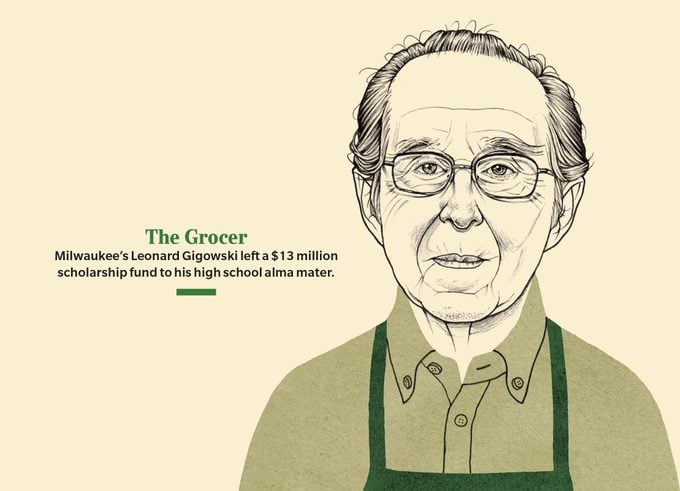 The Grocer
Milwaukee’s Leonard Gigowski left a $13 million
scholarship fund to his high school alma mater.